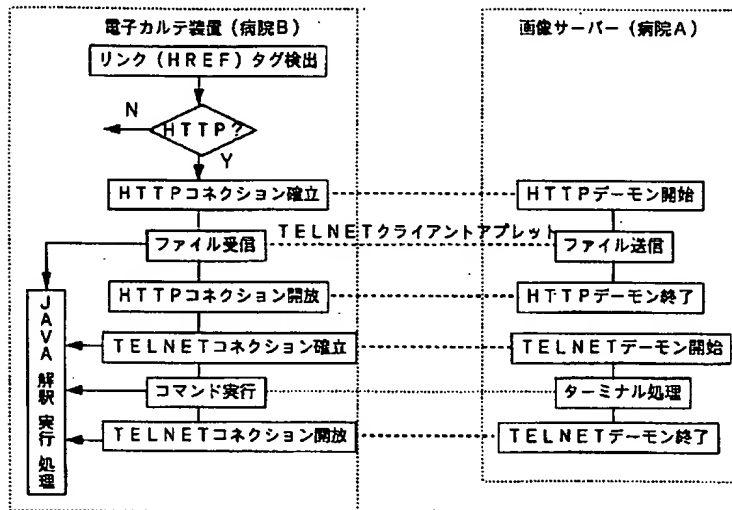 電子カルテ装置(病院B)
画像サーバー(病院A)
リンク(HREF)タグ検出
N
HTTP?
Y
HTTPコネクション確立
HTTPデーモン開始
TELNETクライアントアプレット
ファイル受信
ファイル送信
HTTPコネクション開放
HTTPデーモン終了
JAVA 解釈 実行 処理
TELNETコネクション確立
TELNETデーモン開始
コマンド実行
ターミナル処理
TELNETコネクション開放
TELNETデーモン終了